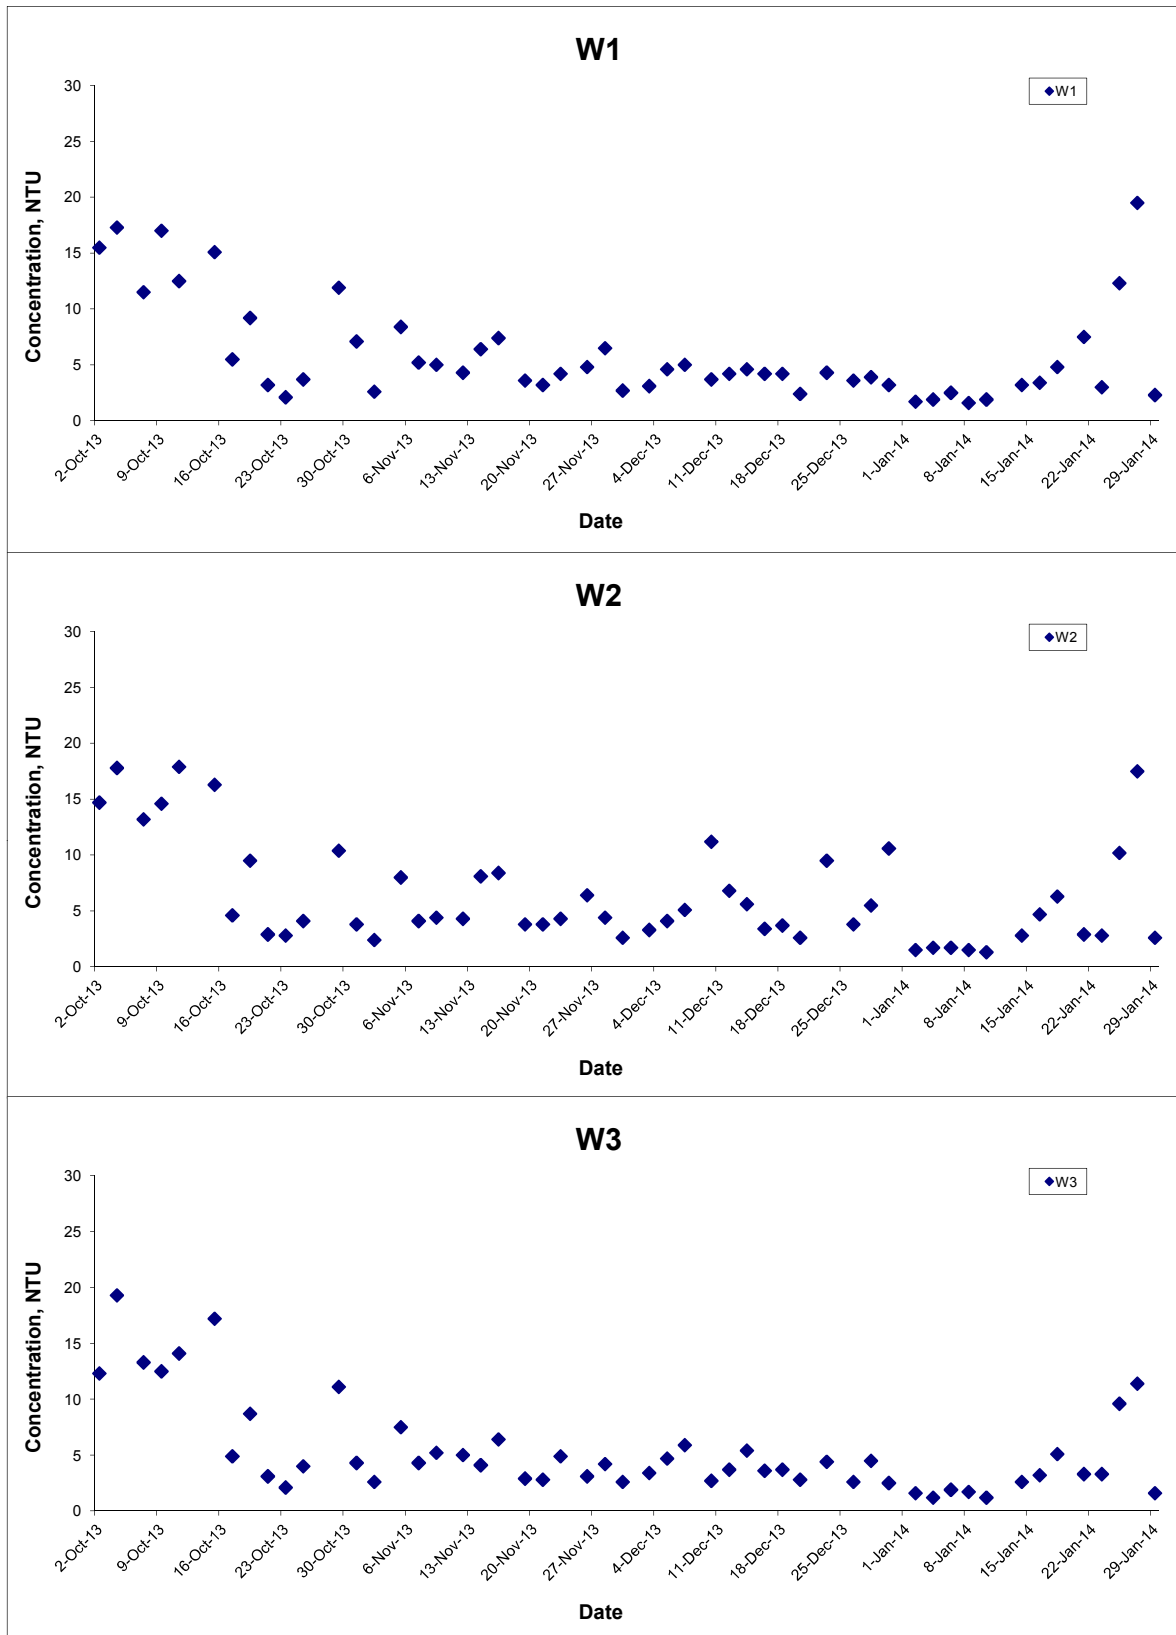 W1
W1
30
25
20
15
10
5
0
Concentration, NTU
2-Oct-13
9-Oct-13
16-Oct-13
23-Oct-13
30-Oct-13
6-Nov-13
13-Nov-13
20-Nov-13
27-Nov-13
4-Dec-13
11-Dec-13
18-Dec-13
25-Dec-13
1-Jan-14
8-Jan-14
15-Jan-14
22-Jan-14
29-Jan-14
Date
W2
W2
30
25
20
15
10
5
0
Concentration, NTU
2-Oct-13
9-Oct-13
16-Oct-13
23-Oct-13
30-Oct-13
6-Nov-13
13-Nov-13
20-Nov-13
27-Nov-13
4-Dec-13
11-Dec-13
18-Dec-13
25-Dec-13
1-Jan-14
8-Jan-14
15-Jan-14
22-Jan-14
29-Jan-14
Date
W3
W3
30
25
20
15
10
5
0
Concentration, NTU
2-Oct-13
9-Oct-13
16-Oct-13
23-Oct-13
30-Oct-13
6-Nov-13
13-Nov-13
20-Nov-13
27-Nov-13
4-Dec-13
11-Dec-13
18-Dec-13
25-Dec-13
1-Jan-14
8-Jan-14
15-Jan-14
22-Jan-14
29-Jan-14
Date